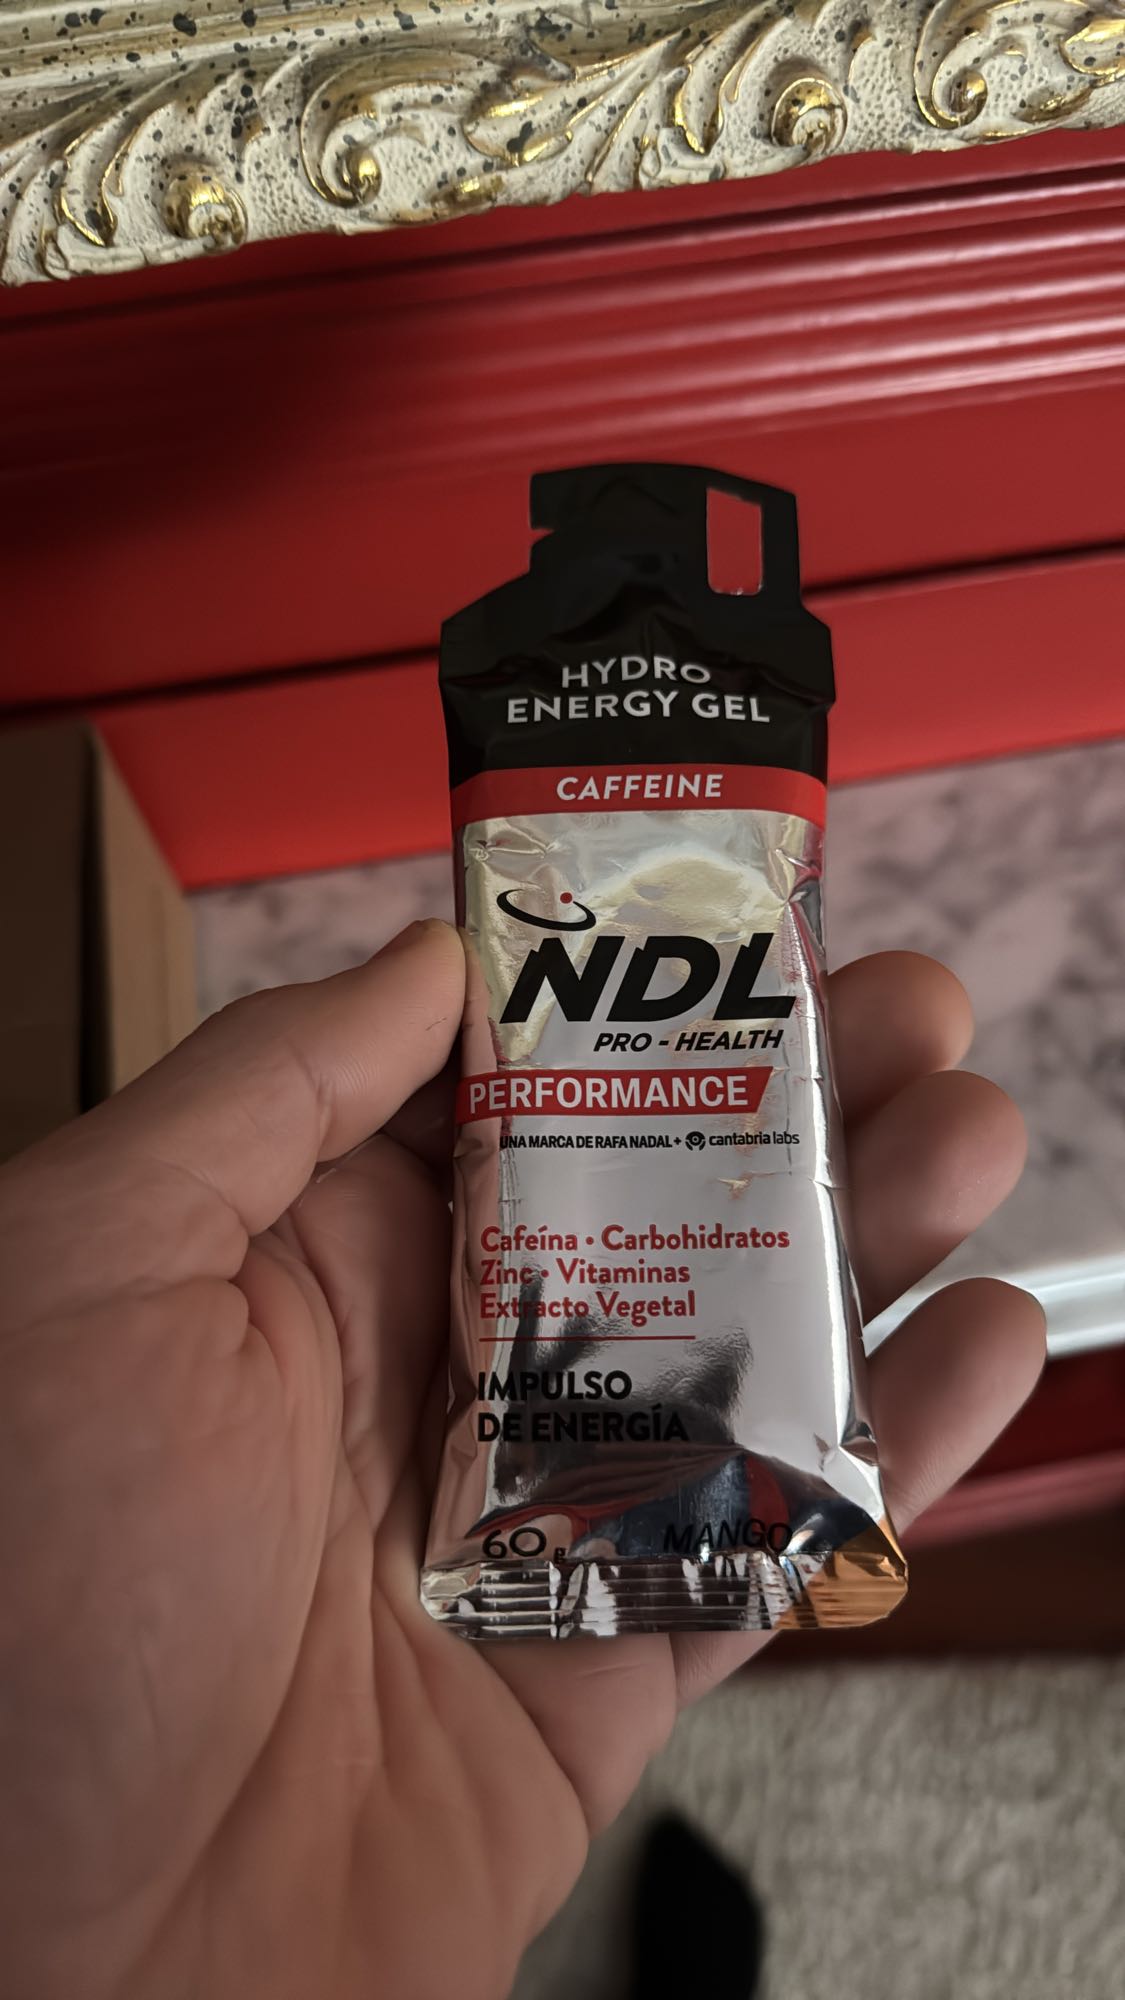 HYDRO
ENERGY GEL
CAFFEINE
NDL
PRO - HEALTH
PERFORMANCE
UNA MARCA DE RAFA NADAL + cantabria labs
Cafeína • Carbohidratos
Zinc • Vitaminas
Extracto Vegetal
IMPULSO
DE ENERGÍA
60 g MANGO